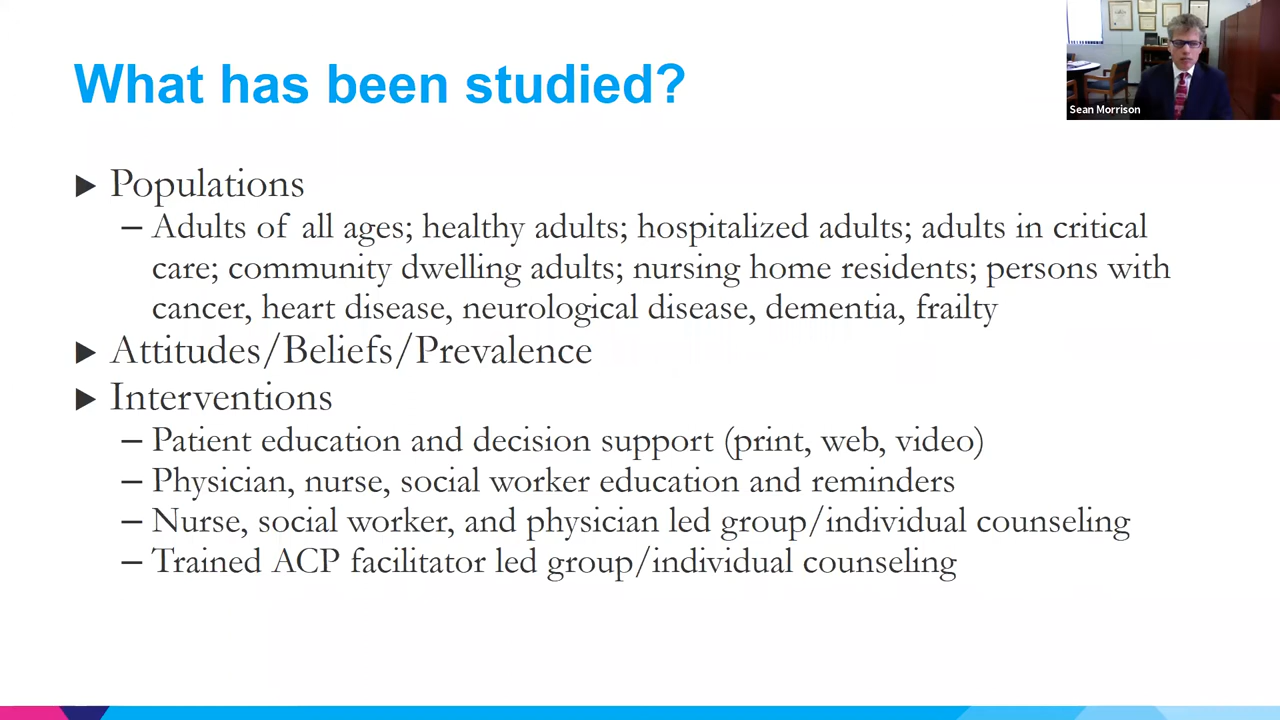 What has been studied?
Sean Morrison
▶ Populations
– Adults of all ages; healthy adults; hospitalized adults; adults in critical
care; community dwelling adults; nursing home residents; persons with
cancer, heart disease, neurological disease, dementia, frailty
▶ Attitudes/Beliefs/Prevalence
▶ Interventions
– Patient education and decision support (print, web, video)
– Physician, nurse, social worker education and reminders
– Nurse, social worker, and physician led group/individual counseling
– Trained ACP facilitator led group/individual counseling